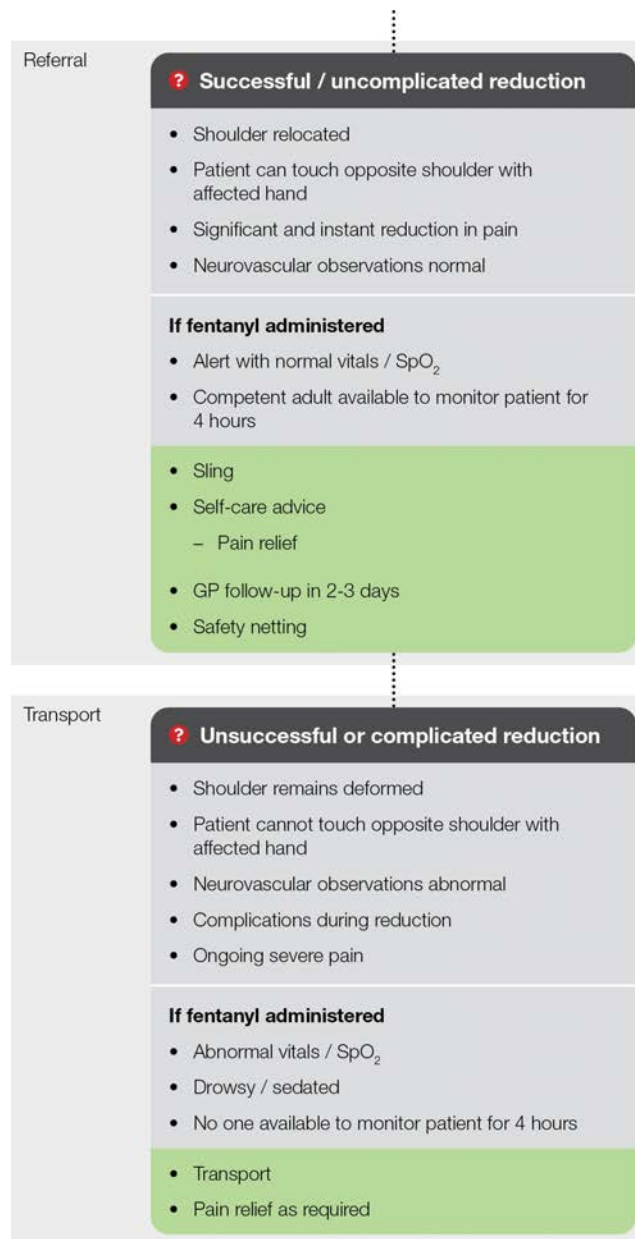 Referral
? Successful / uncomplicated reduction
• Shoulder relocated
• Patient can touch opposite shoulder with
affected hand
• Significant and instant reduction in pain
• Neurovascular observations normal
If fentanyl administered
• Alert with normal vitals / SpO₂
• Competent adult available to monitor patient for
4 hours
• Sling
• Self-care advice
– Pain relief
• GP follow-up in 2-3 days
• Safety netting
Transport
? Unsuccessful or complicated reduction
• Shoulder remains deformed
• Patient cannot touch opposite shoulder with
affected hand
• Neurovascular observations abnormal
• Complications during reduction
• Ongoing severe pain
If fentanyl administered
• Abnormal vitals / SpO₂
• Drowsy / sedated
• No one available to monitor patient for 4 hours
• Transport
• Pain relief as required